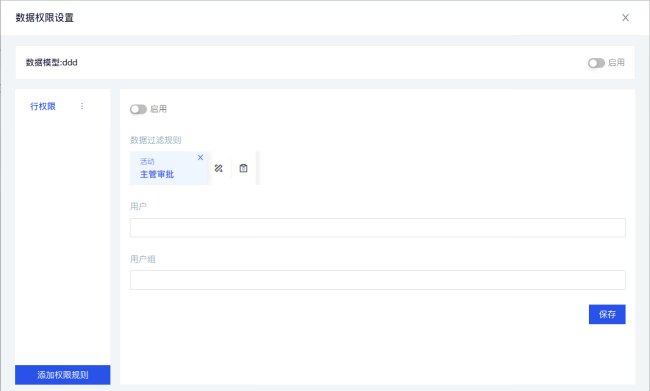 数据权限设置
数据模型:ddd
启用
行权限
启用
数据过滤规则
活动
主管审批
用户
用户组
保存
添加权限规则